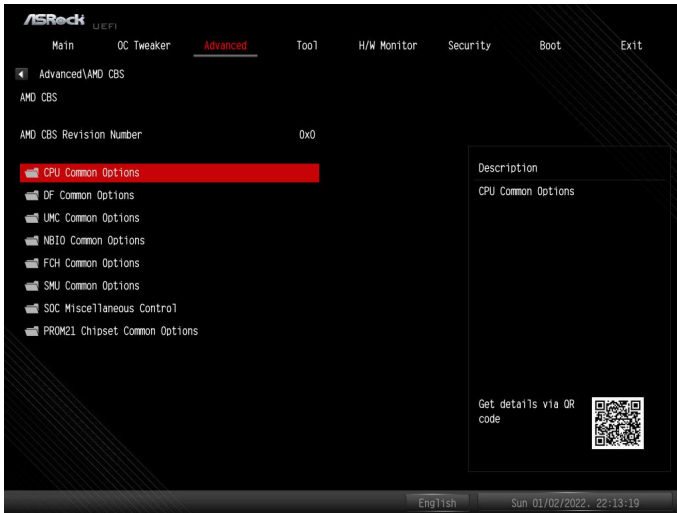 ASRock UEFI
Main OC Tweaker Advanced Tool H/W Monitor Security Boot Exit
Advanced\AMD CBS
AMD CBS
AMD CBS Revision Number 0x0
CPU Common Options
DF Common Options
UMC Common Options
NBIO Common Options
FCH Common Options
SMU Common Options
SOC Miscellaneous Control
PROM21 Chipset Common Options
Description
CPU Common Options
Get details via QR
code
English Sun 01/02/2022. 22:13:19